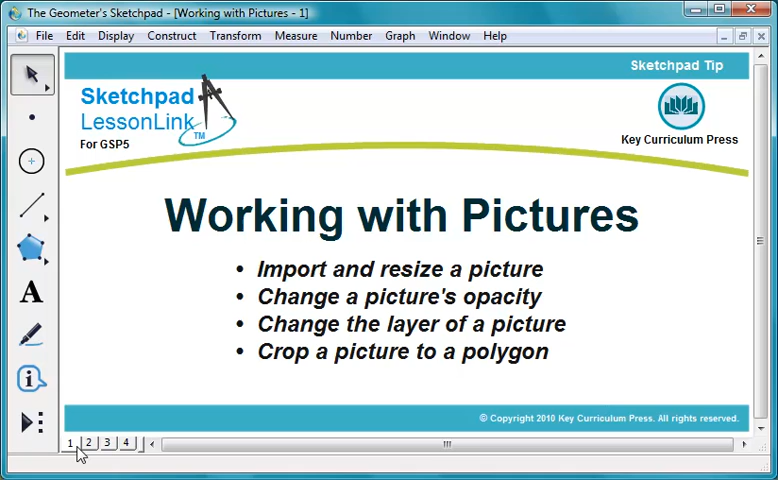 The Geometer's Sketchpad - [Working with Pictures - 1]
File Edit Display Construct Transform Measure Number Graph Window Help
Sketchpad Tip
Sketchpad
LessonLink
TM
For GSP5
Key Curriculum Press
Working with Pictures
• Import and resize a picture
• Change a picture's opacity
• Change the layer of a picture
• Crop a picture to a polygon
A
© Copyright 2010 Key Curriculum Press. All rights reserved.
1 2 3 4